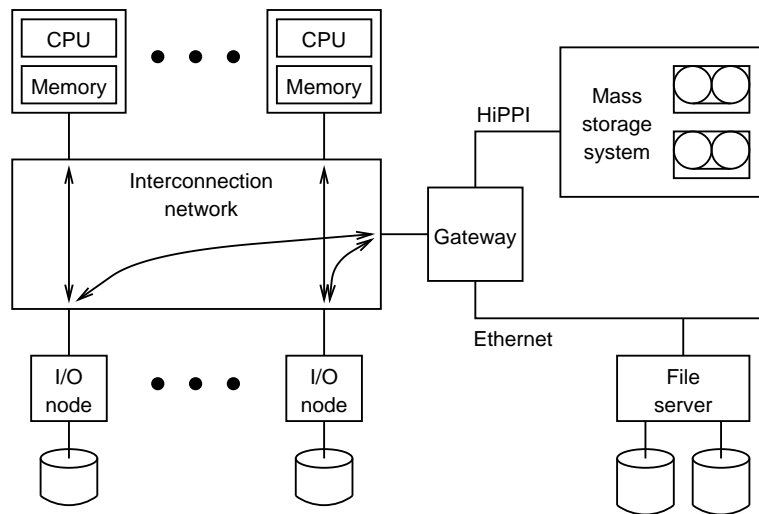 CPU
Memory
CPU
Memory
HiPPI
Mass
storage
system
Interconnection
network
Gateway
Ethernet
I/O
node
I/O
node
File
server